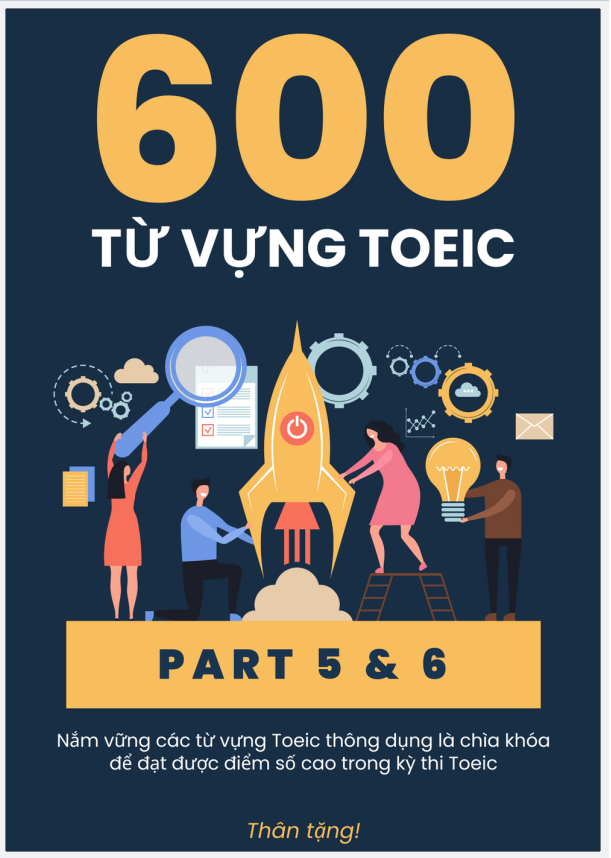 600
TỪ VỰNG TOEIC
PART 5 & 6
Nắm vững các từ vựng Toeic thông dụng là chìa khóa
để đạt được điểm số cao trong kỳ thi Toeic
Thân tặng!